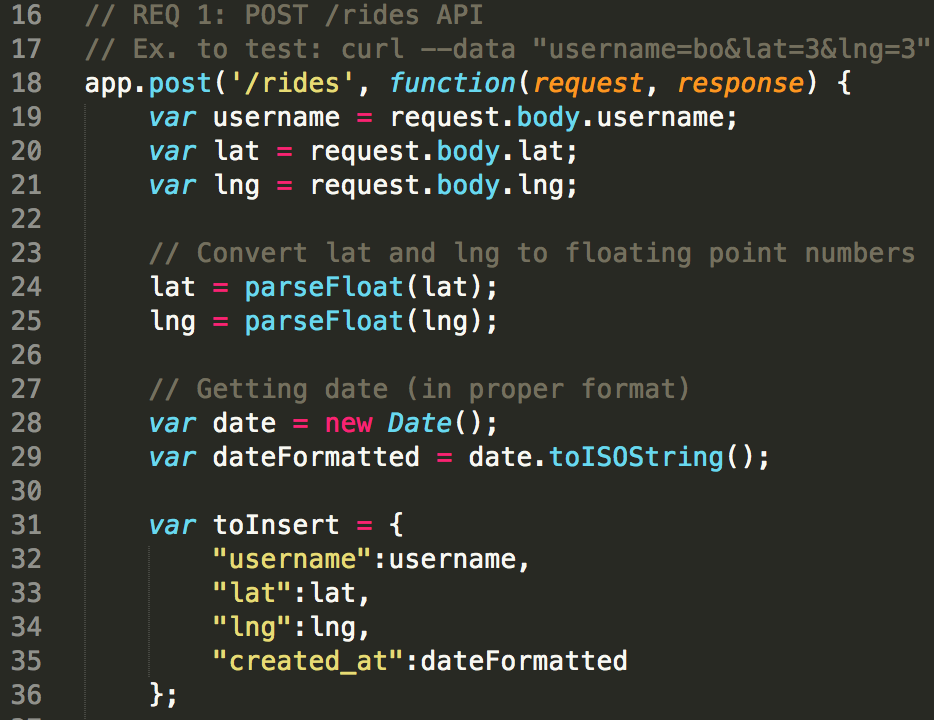 16 // REQ 1: POST /rides API
17 // Ex. to test: curl --data "username=bo&lat=3&lng=3"
18 app.post('/rides', function(request, response) {
19     var username = request.body.username;
20     var lat = request.body.lat;
21     var lng = request.body.lng;
22
23     // Convert lat and lng to floating point numbers
24     lat = parseFloat(lat);
25     lng = parseFloat(lng);
26
27     // Getting date (in proper format)
28     var date = new Date();
29     var dateFormatted = date.toISOString();
30
31     var toInsert = {
32         "username":username,
33         "lat":lat,
34         "lng":lng,
35         "created_at":dateFormatted
36     };